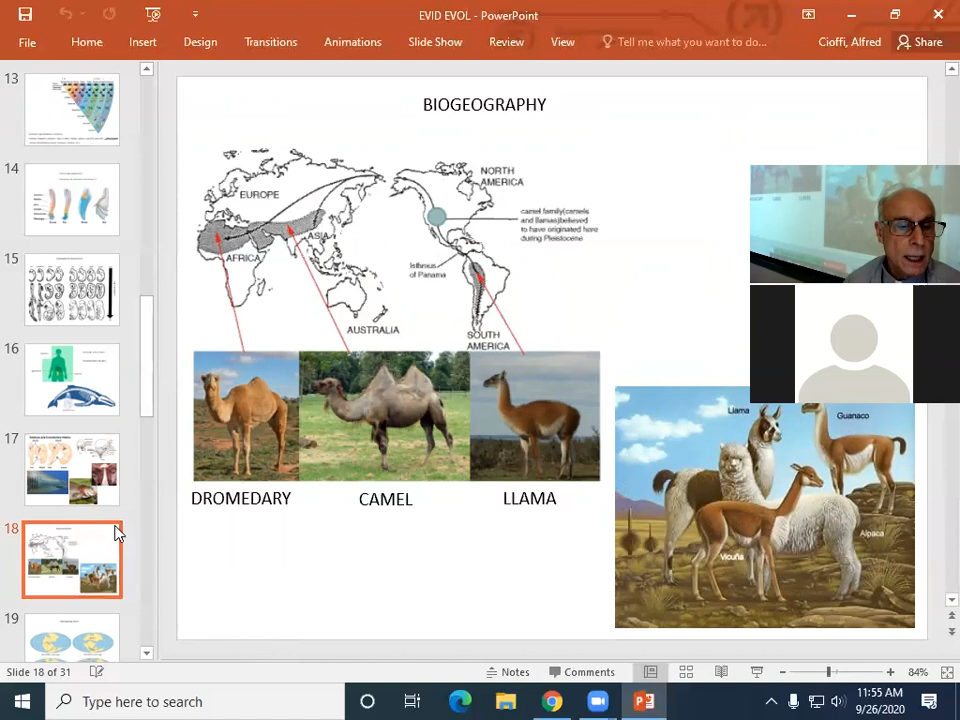 EVID EVOL - PowerPoint
File Home Insert Design Transitions Animations Slide Show Review View Tell me what you want to do... Cioffi, Alfred Share
13
14
15
16
17
18
19
BIOGEOGRAPHY
NORTH
AMERICA
EUROPE
camel family(camels
and llamas)believed
to have originated here
during Pleistocene
ASIA
AFRICA
Isthmus
of Panama
AUSTRALIA
SOUTH
AMERICA
DROMEDARY CAMEL LLAMA
Llama
Guanaco
Alpaca
Vicuña
Slide 18 of 31 Notes Comments 84%
Type here to search
11:55 AM
9/26/2020